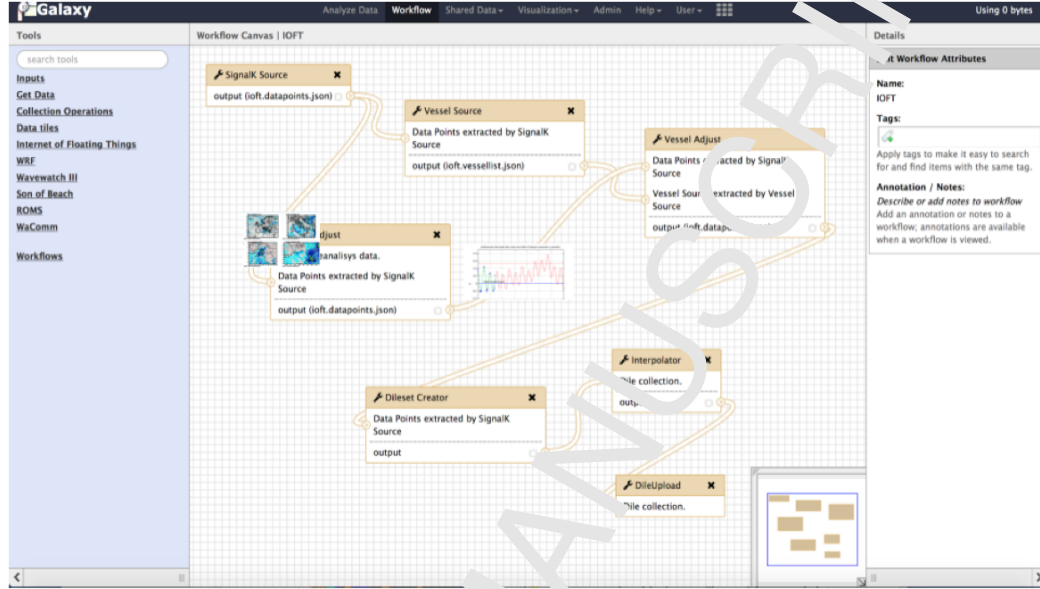 Galaxy
Analyze Data Workflow Shared Data Visualization Admin Help User
Using 0 bytes
Tools
search tools
Inputs
Get Data
Collection Operations
Data tiles
Internet of Floating Things
WRF
Wavewatch III
Son of Beach
ROMS
WaComm
Workflows
Workflow Canvas | IOFT
SignalK Source
output (ioft.datapoints.json)
Vessel Source
Data Points extracted by SignalK
Source
output (ioft.vessellist.json)
Vessel Adjust
Data Points extracted by SignalK
Source
Vessel Source extracted by Vessel
Source
djust
eanalisys data.
Data Points extracted by SignalK
Source
output (ioft.datapoints.json)
Interpolator
Dile collection.
Dileset Creator
Data Points extracted by SignalK
Source
output
DileUpload
Dile collection.
Details
Workflow Attributes
Name:
IOFT
Tags:
Apply tags to make it easy to search
for and find items with the same tag.
Annotation / Notes:
Describe or add notes to workflow
Add an annotation or notes to a
workflow; annotations are available
when a workflow is viewed.